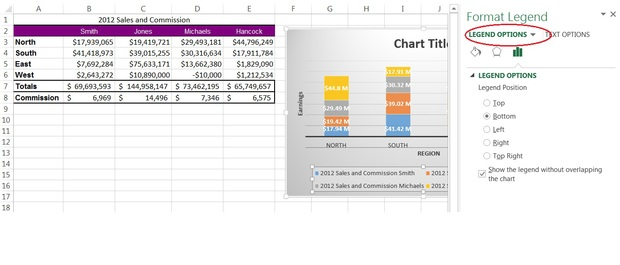 A B C D E F G H I J
1 2012 Sales and Commission
2 Smith Jones Michaels Hancock
3 North $17,939,065 $19,419,721 $29,493,181 $44,796,249
4 South $41,418,973 $39,015,255 $30,316,634 $17,911,784
5 East $7,692,284 $75,633,171 $13,662,380 $1,829,090
6 West $2,643,272 $10,890,000 -$10,000 $1,212,534
7 Totals $ 69,693,593 $ 144,958,147 $ 73,462,195 $ 65,749,657
8 Commission $ 6,969 $ 14,496 $ 7,346 $ 6,575
9
10
11
12
13
14
15
16
17
18
Chart Title
Earnings
$44.8 M
$29.49 M
$19.42 M
$17.94 M
$17.91 M
$30.32 M
$39.02 M
$41.42 M
NORTH SOUTH
REGION
2012 Sales and Commission Smith 2012
2012 Sales and Commission Michaels 2012
Format Legend
LEGEND OPTIONS TEXT OPTIONS
LEGEND OPTIONS
Legend Position
Top
Bottom
Left
Right
Top Right
Show the legend without overlapping
the chart